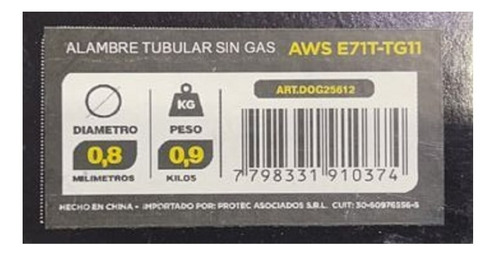 ALAMBRE TUBULAR SIN GAS AWS E71T-TG11
ART.DOG25612
KG
DIAMETRO
PESO
0,8
0,9
MILIMETROS
KILOS
7 798331 910374
HECHO EN CHINA - IMPORTADO POR: PROTEC ASOCIADOS S.R.L. CUIT: 30-60976556-5